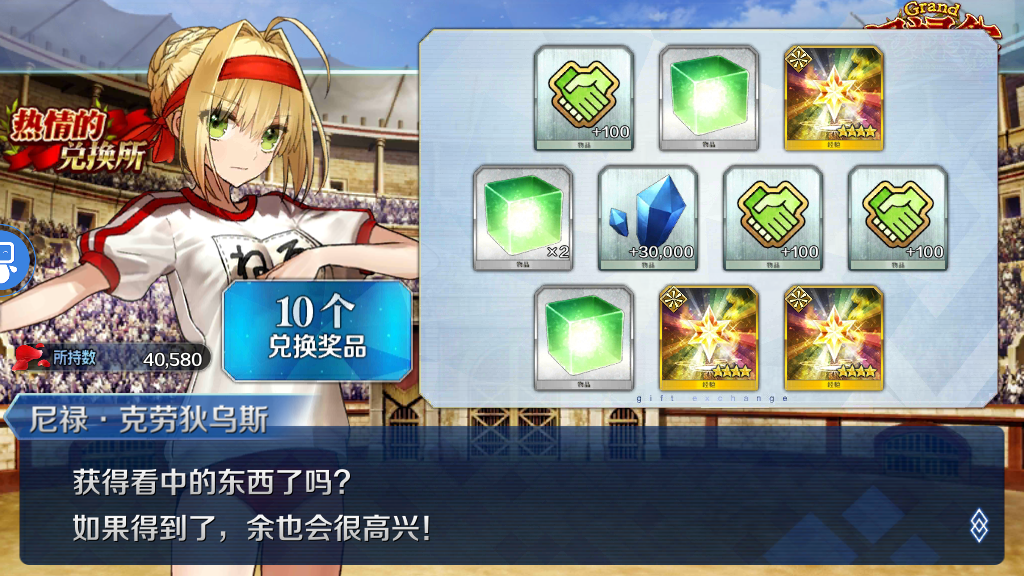 Grand
热情的
兑换所
+100
物品
物品
经验
×2
物品
+30,000
物品
+100
物品
+100
物品
物品
经验
经验
ねろ
10个
兑换奖品
所持数
40,580
gift exchange
尼禄·克劳狄乌斯
获得看中的东西了吗?
如果得到了，余也会很高兴!